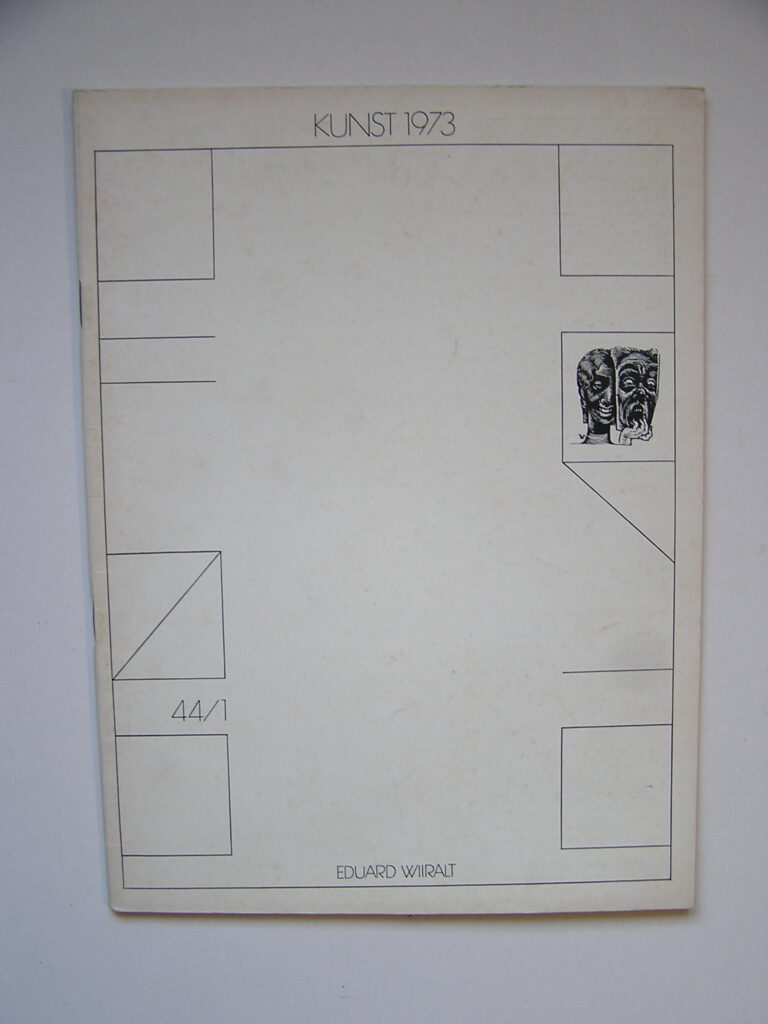 KUNST 1973
44/1
EDUARD WIIRALT